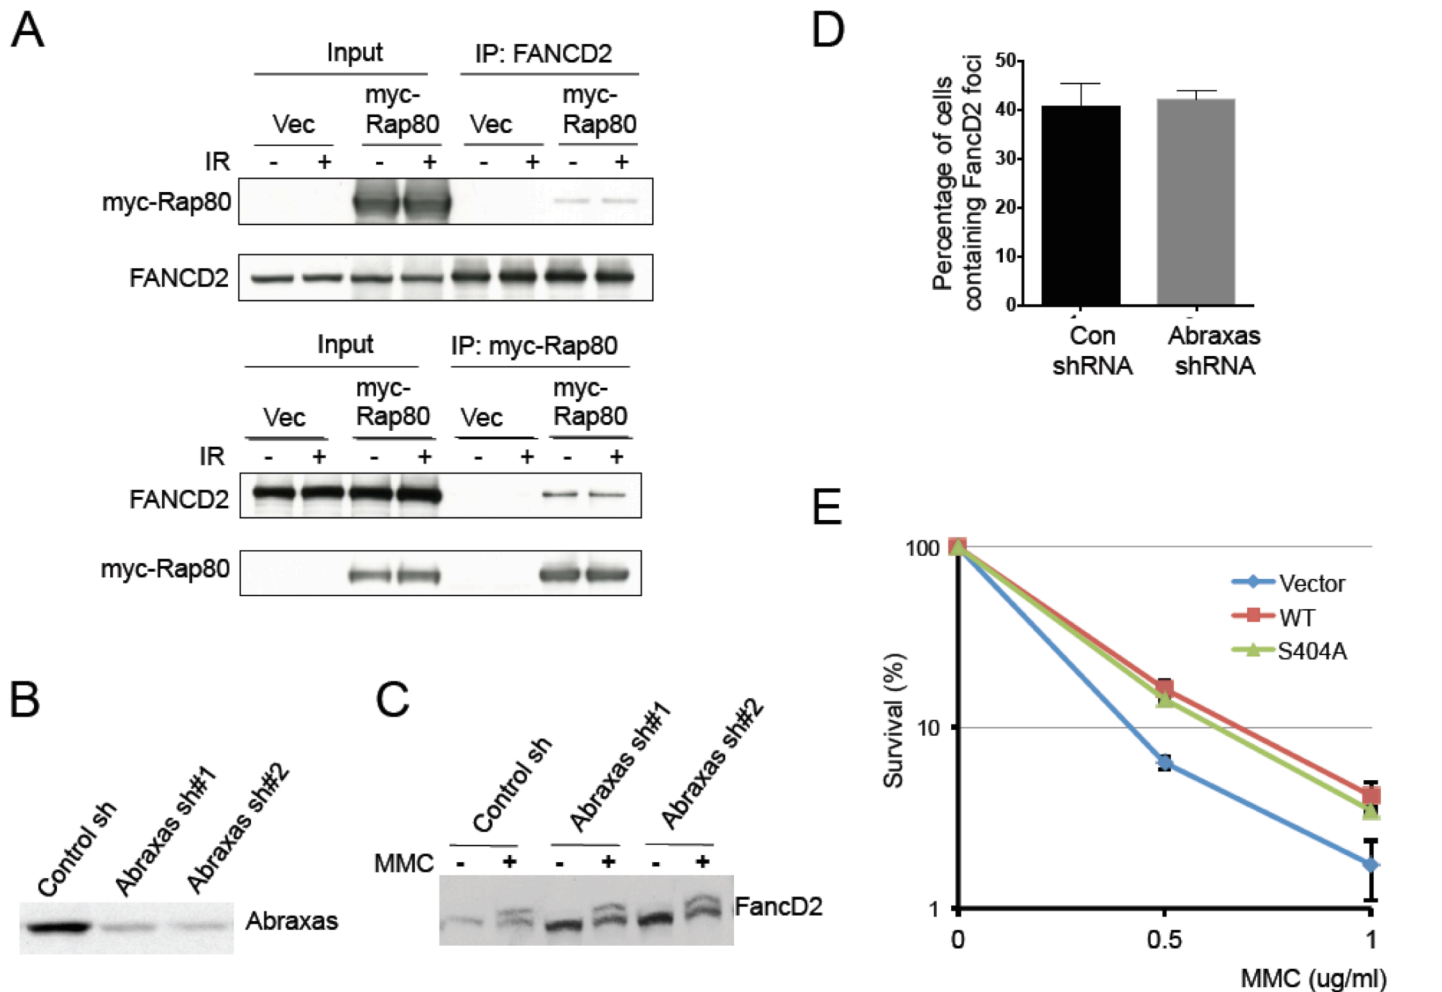 A
Input
IP: FANCD2
Vec
myc-
Rap80
Vec
myc-
Rap80
IR - + - + - + - +
myc-Rap80
FANCD2
Input
IP: myc-Rap80
Vec
myc-
Rap80
Vec
myc-
Rap80
IR - + - + - + - +
FANCD2
myc-Rap80
B
Control sh
Abraxas sh#1
Abraxas sh#2
Abraxas
C
Control sh
Abraxas sh#1
Abraxas sh#2
MMC - + - + - +
FancD2
D
Percentage of cells
containing FancD2 foci
50
40
30
20
10
0
Con
shRNA
Abraxas
shRNA
E
Survival (%)
100
10
1
Vector
WT
S404A
0 0.5 1
MMC (ug/ml)